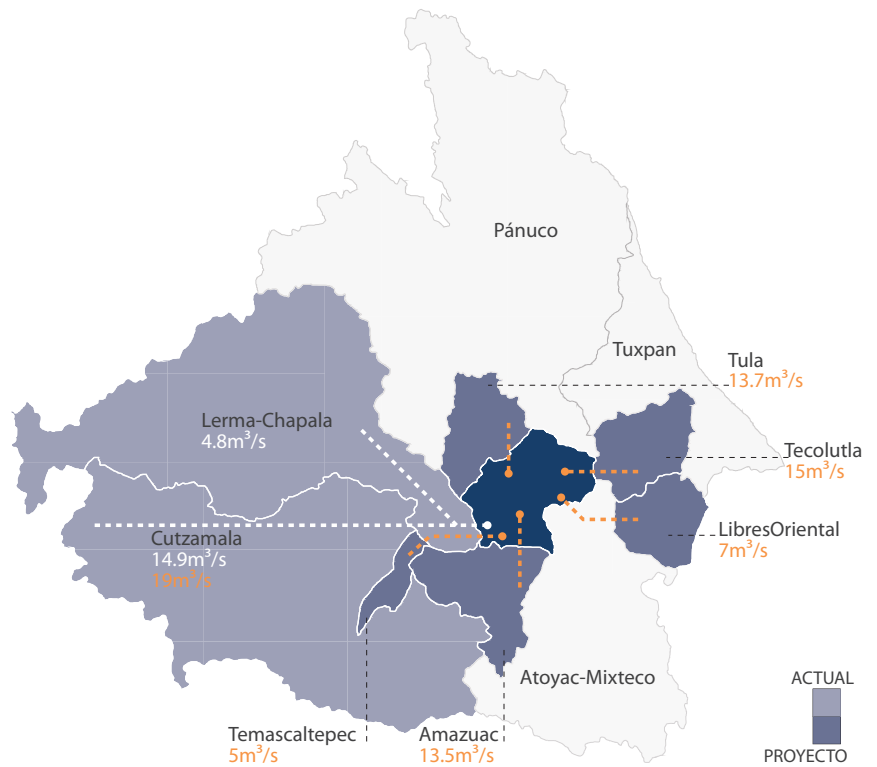 Pánuco
Tuxpan
Tula
13.7m³/s
Lerma-Chapala
4.8m³/s
Tecolutla
15m³/s
Cutzamala
14.9m³/s
19m³/s
LibresOriental
7m³/s
Atoyac-Mixteco
Temascaltepec
5m³/s
Amazuac
13.5m³/s
ACTUAL
PROYECTO